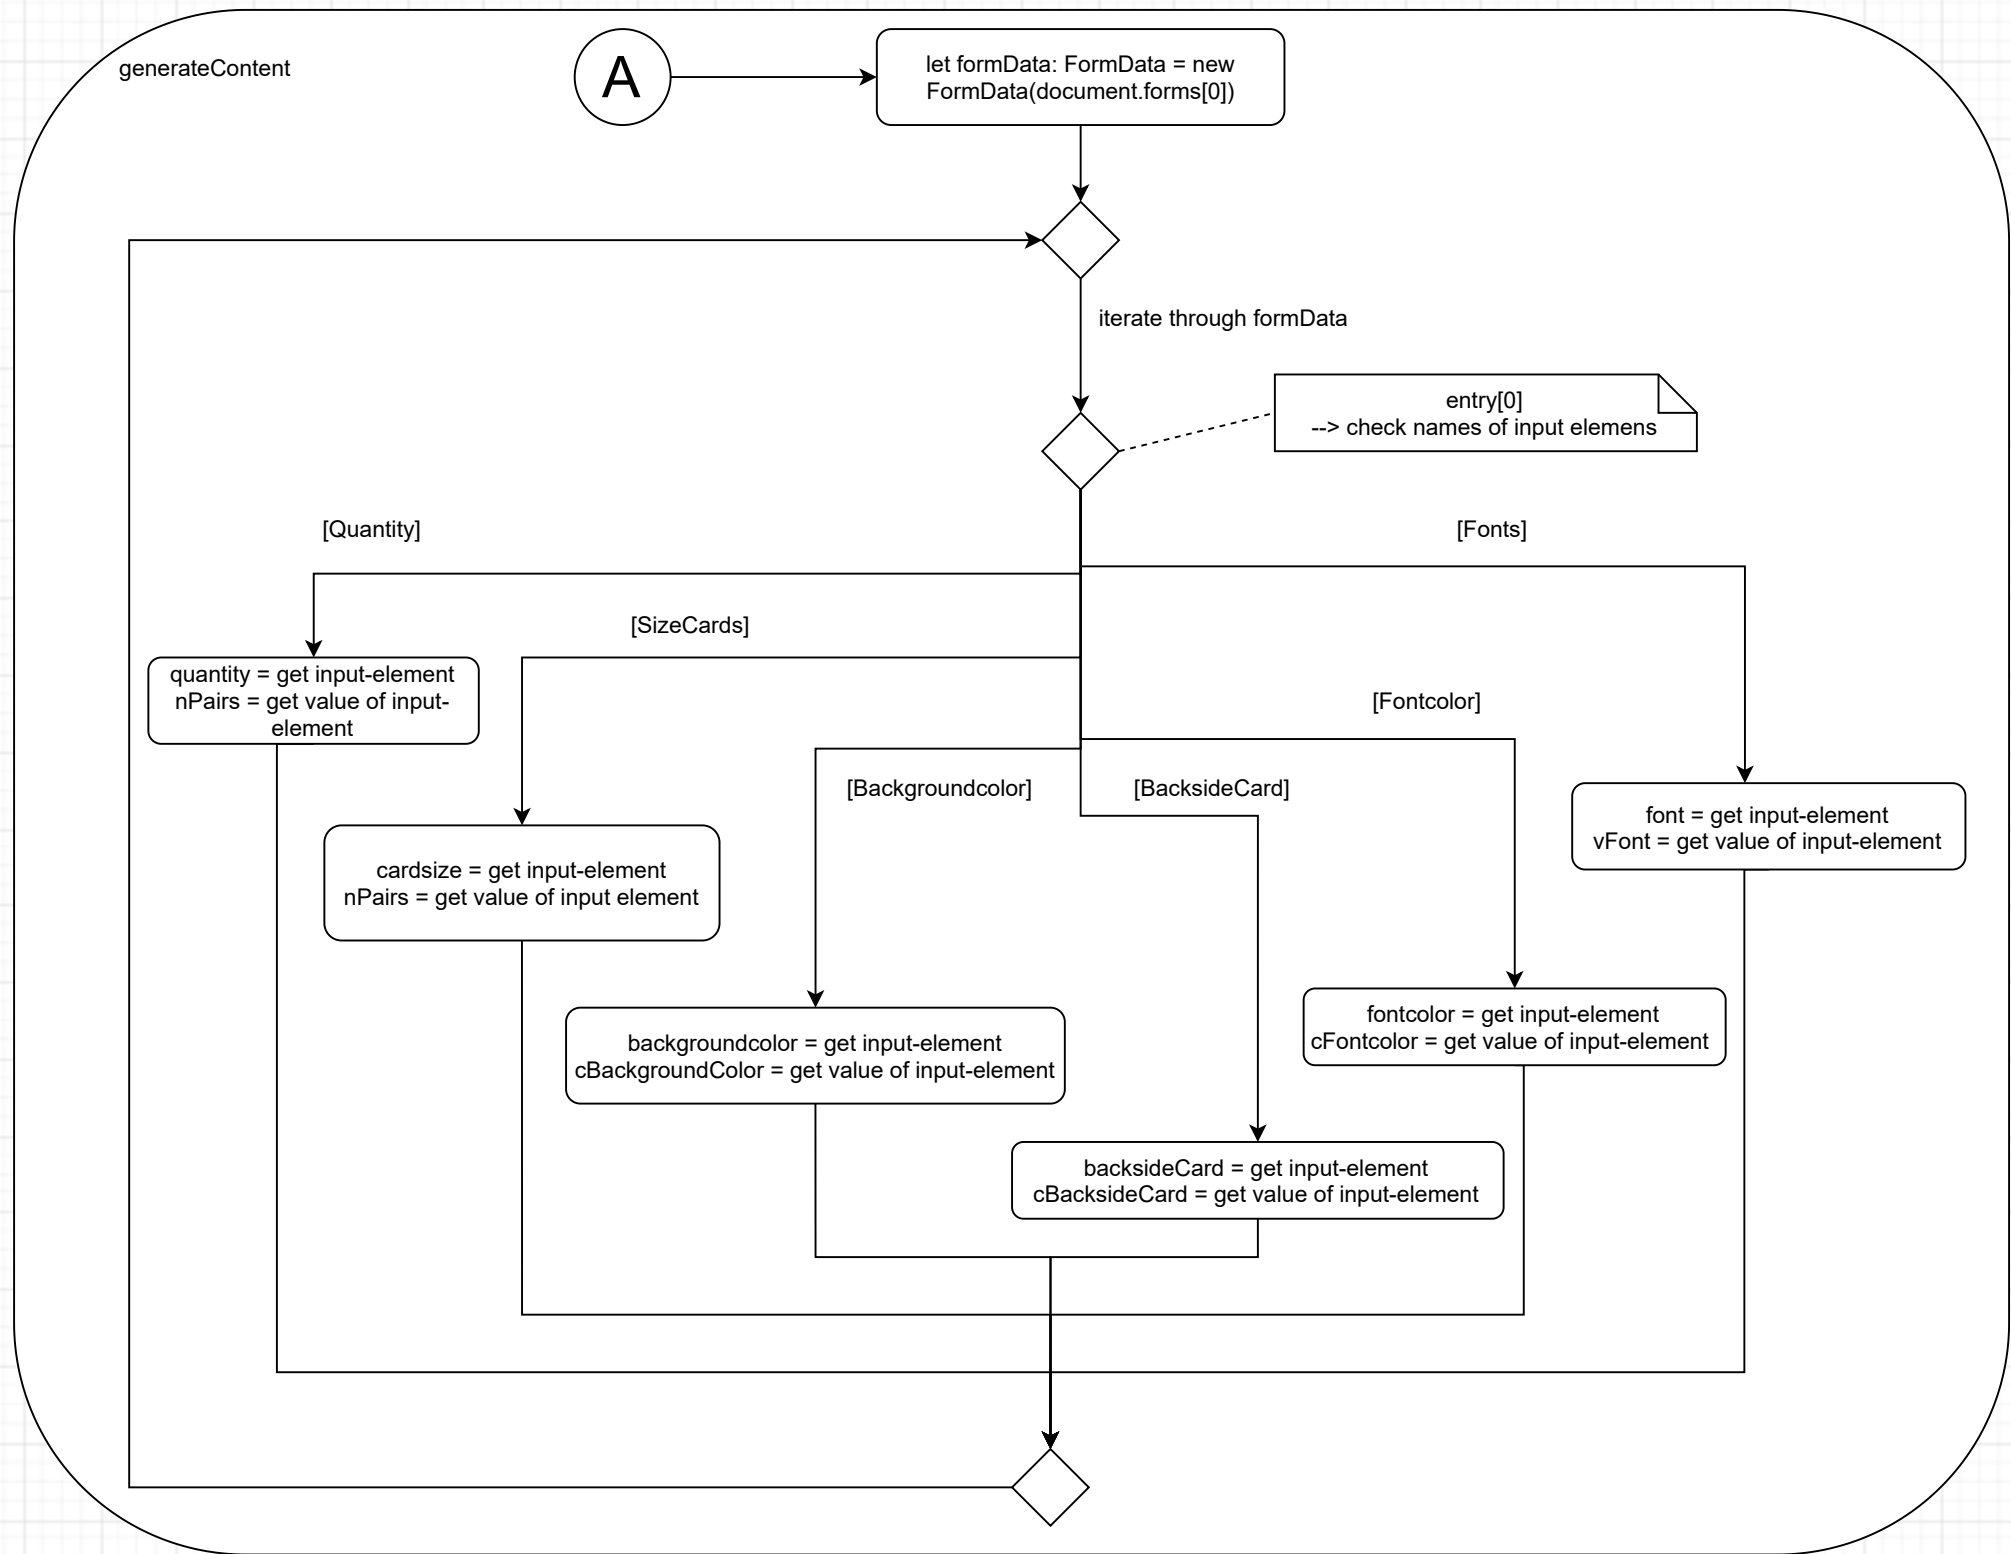 generateContent
A
let formData: FormData = new
FormData(document.forms[0])
iterate through formData
entry[0]
--> check names of input elemens
[Quantity]
[Fonts]
[SizeCards]
quantity = get input-element
nPairs = get value of input-
element
[Fontcolor]
[Backgroundcolor]
[BacksideCard]
font = get input-element
vFont = get value of input-element
cardsize = get input-element
nPairs = get value of input element
fontcolor = get input-element
cFontcolor = get value of input-element
backgroundcolor = get input-element
cBackgroundColor = get value of input-element
backsideCard = get input-element
cBacksideCard = get value of input-element